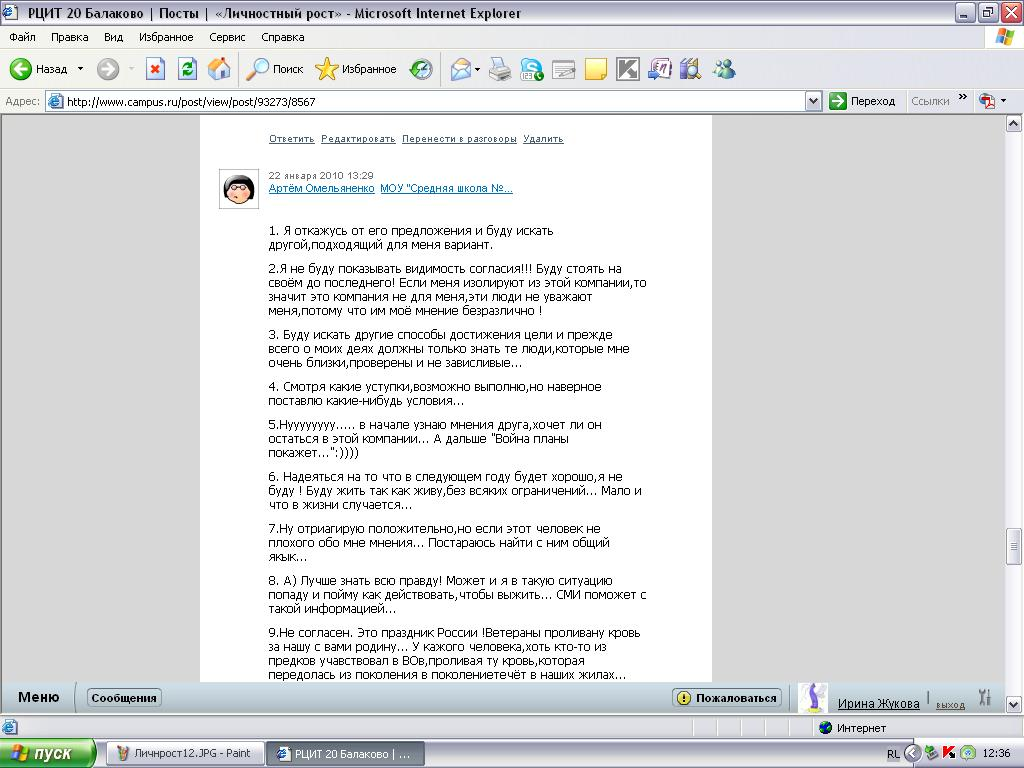 РЦИТ 20 Балаково | Посты | «Личностный рост» - Microsoft Internet Explorer
Файл Правка Вид Избранное Сервис Справка
Назад Поиск Избранное
Адрес: http://www.campus.ru/post/view/post/93273/8567 Переход Ссылки »
Ответить Редактировать Перенести в разговоры Удалить
22 января 2010 13:29
Артём Омельяненко МОУ "Средняя школа №...
1. Я откажусь от его предложения и буду искать
другой,подходящий для меня вариант.
2.Я не буду показывать видимость согласия!!! Буду стоять на
своём до последнего! Если меня изолируют из этой компании,то
значит это компания не для меня,эти люди не уважают
меня,потому что им моё мнение безразлично !
3. Буду искать другие способы достижения цели и прежде
всего о моих деях должны только знать те люди,которые мне
очень близки,проверены и не зависливые...
4. Смотря какие уступки,возможно выполню,но наверное
поставлю какие-нибудь условия...
5.Нуууууууу..... в начале узнаю мнения друга,хочет ли он
остаться в этой компании... А дальше "Война планы
покажет...":))))
6. Надеяться на то что в следующем году будет хорошо,я не
буду ! Буду жить так как живу,без всяких ограничений... Мало и
что в жизни случается...
7.Ну отриагирую положительно,но если этот человек не
плохого обо мне мнения... Постараюсь найти с ним общий
якык...
8. А) Лучше знать всю правду! Может и я в такую ситуацию
попаду и пойму как действовать,чтобы выжить... СМИ поможет с
такой информацией...
9.Не согласен. Это праздник России !Ветераны проливану кровь
за нашу с вами родину... У кажого человека,хоть кто-то из
предков учавствовал в ВОв,проливая ту кровь,которая
передолась из поколения в поколениетечёт в наших жилах...
Меню Сообщения Пожаловаться Ирина Жукова | выход
Интернет
пуск Личнрост12.JPG - Paint РЦИТ 20 Балаково | ... RL 12:36